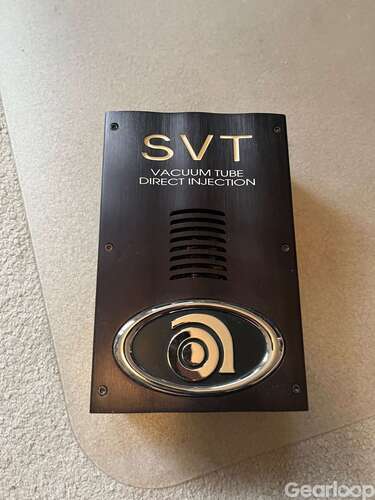 SVT
VACUUM TUBE
DIRECT INJECTION
Gearloop